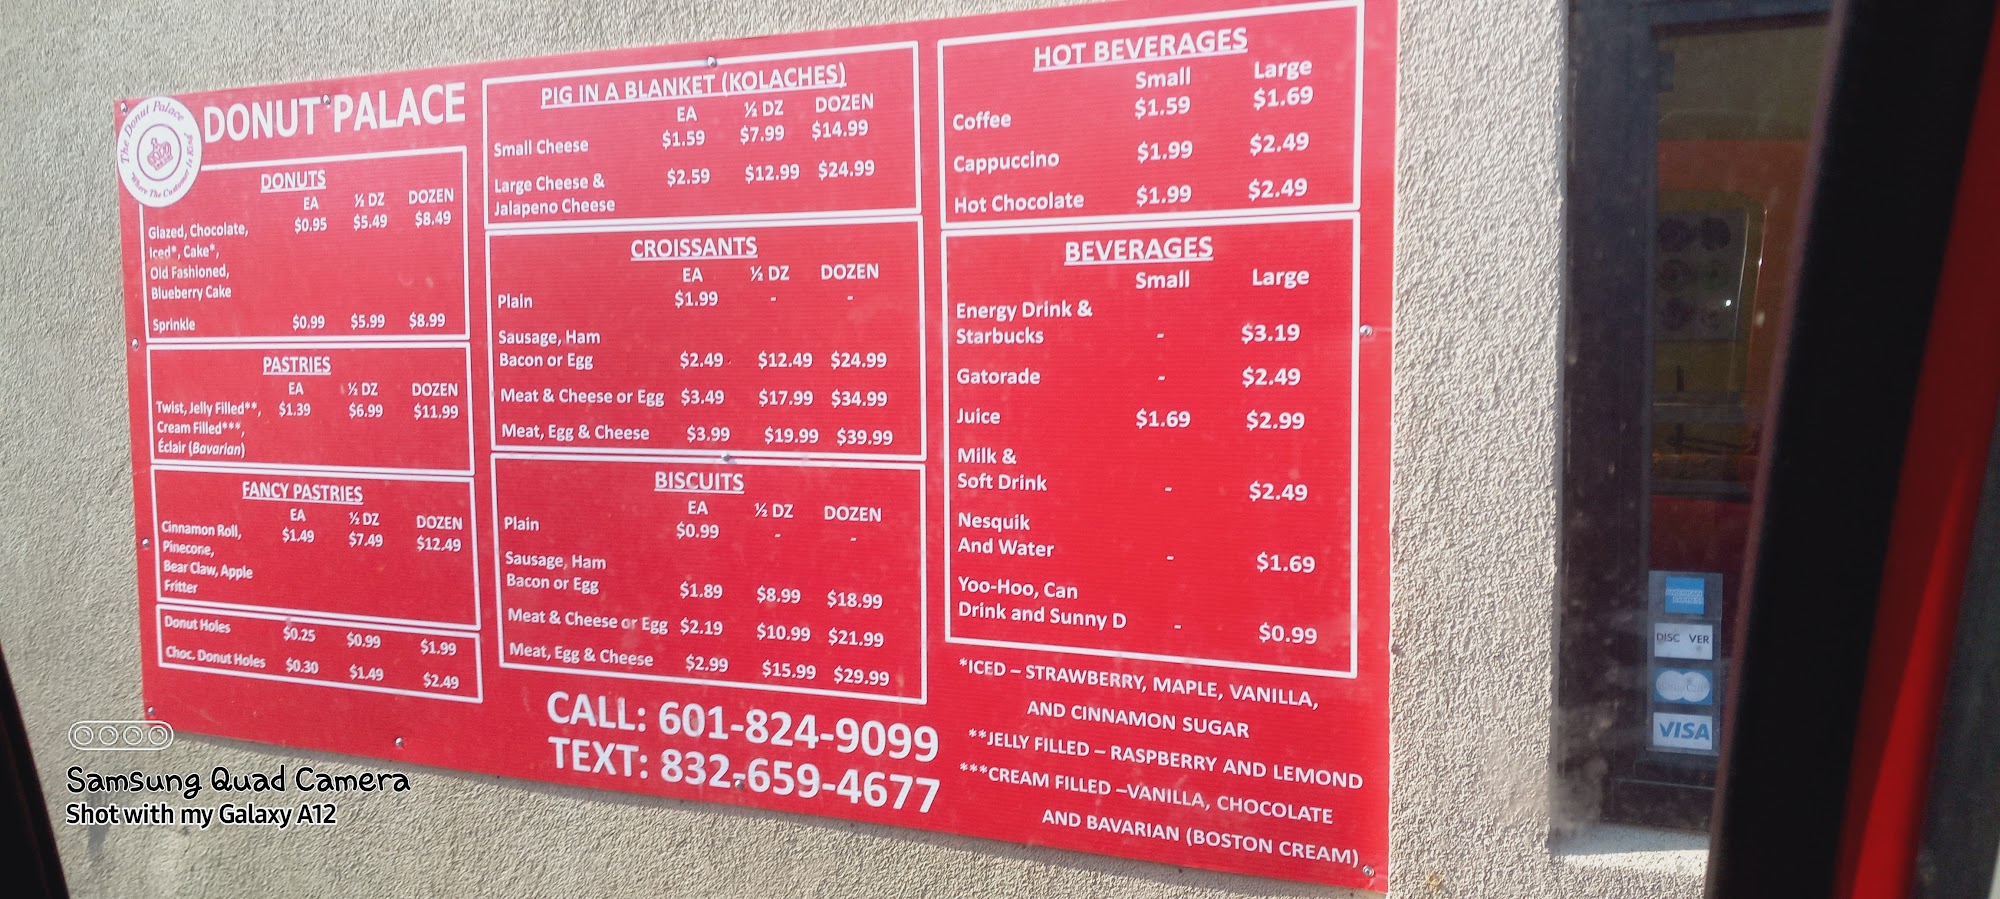 The Donut Palace
"Where The Customer Is King"
DONUT PALACE
DONUTS
EA ½ DZ DOZEN
Glazed, Chocolate, $0.95 $5.49 $8.49
Iced*, Cake*,
Old Fashioned,
Blueberry Cake
Sprinkle $0.99 $5.99 $8.99
PASTRIES
EA ½ DZ DOZEN
Twist, Jelly Filled**, $1.39 $6.99 $11.99
Cream Filled***,
Éclair (Bavarian)
FANCY PASTRIES
EA ½ DZ DOZEN
Cinnamon Roll, $1.49 $7.49 $12.49
Pinecone,
Bear Claw, Apple
Fritter
Donut Holes $0.25 $0.99 $1.99
Choc. Donut Holes $0.30 $1.49 $2.49
PIG IN A BLANKET (KOLACHES)
EA ½ DZ DOZEN
Small Cheese $1.59 $7.99 $14.99
Large Cheese & $2.59 $12.99 $24.99
Jalapeno Cheese
CROISSANTS
EA ½ DZ DOZEN
Plain $1.99 - -
Sausage, Ham
Bacon or Egg $2.49 $12.49 $24.99
Meat & Cheese or Egg $3.49 $17.99 $34.99
Meat, Egg & Cheese $3.99 $19.99 $39.99
BISCUITS
EA ½ DZ DOZEN
Plain $0.99 - -
Sausage, Ham
Bacon or Egg $1.89 $8.99 $18.99
Meat & Cheese or Egg $2.19 $10.99 $21.99
Meat, Egg & Cheese $2.99 $15.99 $29.99
CALL: 601-824-9099
TEXT: 832-659-4677
HOT BEVERAGES
Small Large
Coffee $1.59 $1.69
Cappuccino $1.99 $2.49
Hot Chocolate $1.99 $2.49
BEVERAGES
Small Large
Energy Drink &
Starbucks - $3.19
Gatorade - $2.49
Juice $1.69 $2.99
Milk &
Soft Drink - $2.49
Nesquik
And Water - $1.69
Yoo-Hoo, Can
Drink and Sunny D - $0.99
*ICED – STRAWBERRY, MAPLE, VANILLA,
AND CINNAMON SUGAR
**JELLY FILLED – RASPBERRY AND LEMOND
***CREAM FILLED –VANILLA, CHOCOLATE
AND BAVARIAN (BOSTON CREAM)
AMERICAN EXPRESS
DISCOVER
MasterCard
VISA
Samsung Quad Camera
Shot with my Galaxy A12